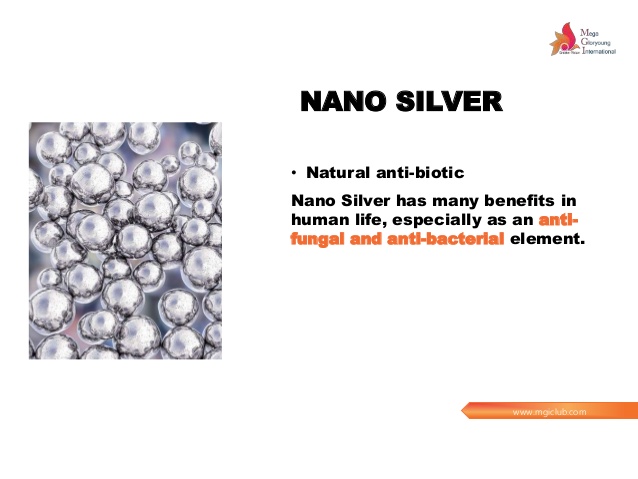 Mega
Gloryoung
International
NANO SILVER
• Natural anti-biotic
Nano Silver has many benefits in
human life, especially as an anti-
fungal and anti-bacterial element.
www.mgiclub.com